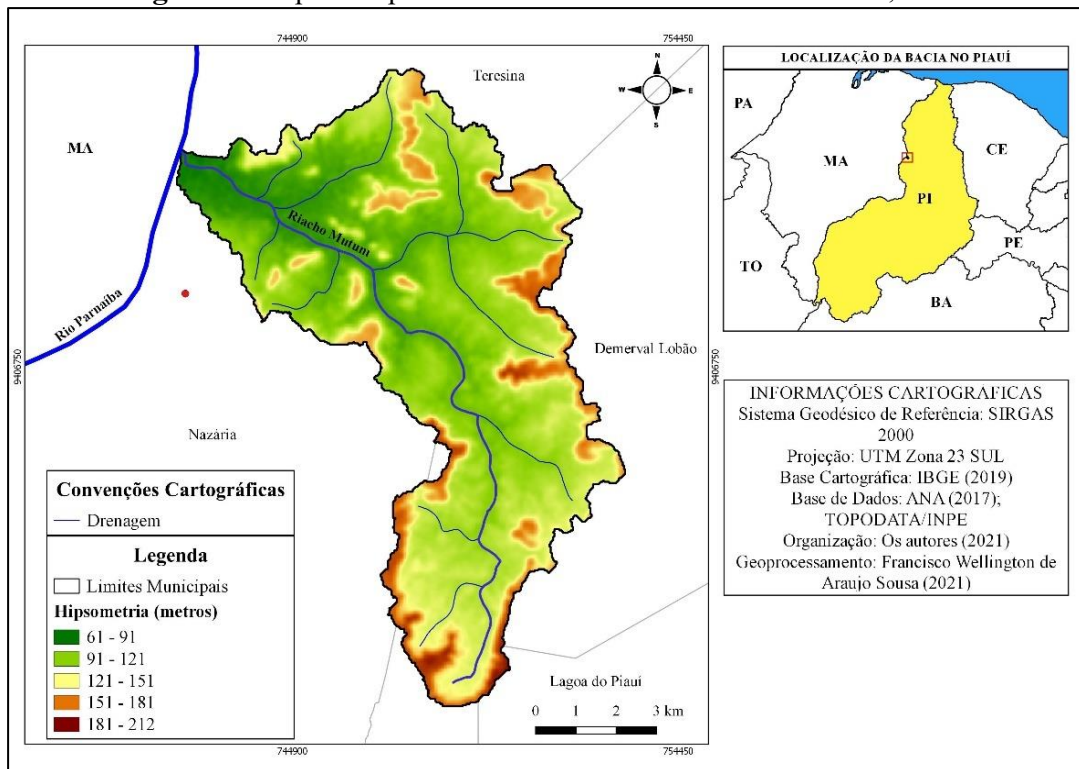 744900
754450
Teresina
N
W
E
S
MA
Riacho Mutum
Rio Parnaíba
9406750
9406750
Demerval Lobão
Nazária
Lagoa do Piauí
0 1 2 3 km
744900
754450
Convenções Cartográficas
Drenagem
Legenda
Limites Municipais
Hipsometria (metros)
61 - 91
91 - 121
121 - 151
151 - 181
181 - 212
LOCALIZAÇÃO DA BACIA NO PIAUÍ
PA
MA
CE
PI
TO
PE
BA
INFORMAÇÕES CARTOGRÁFICAS
Sistema Geodésico de Referência: SIRGAS
2000
Projeção: UTM Zona 23 SUL
Base Cartográfica: IBGE (2019)
Base de Dados: ANA (2017);
TOPODATA/INPE
Organização: Os autores (2021)
Geoprocessamento: Francisco Wellington de
Araujo Sousa (2021)